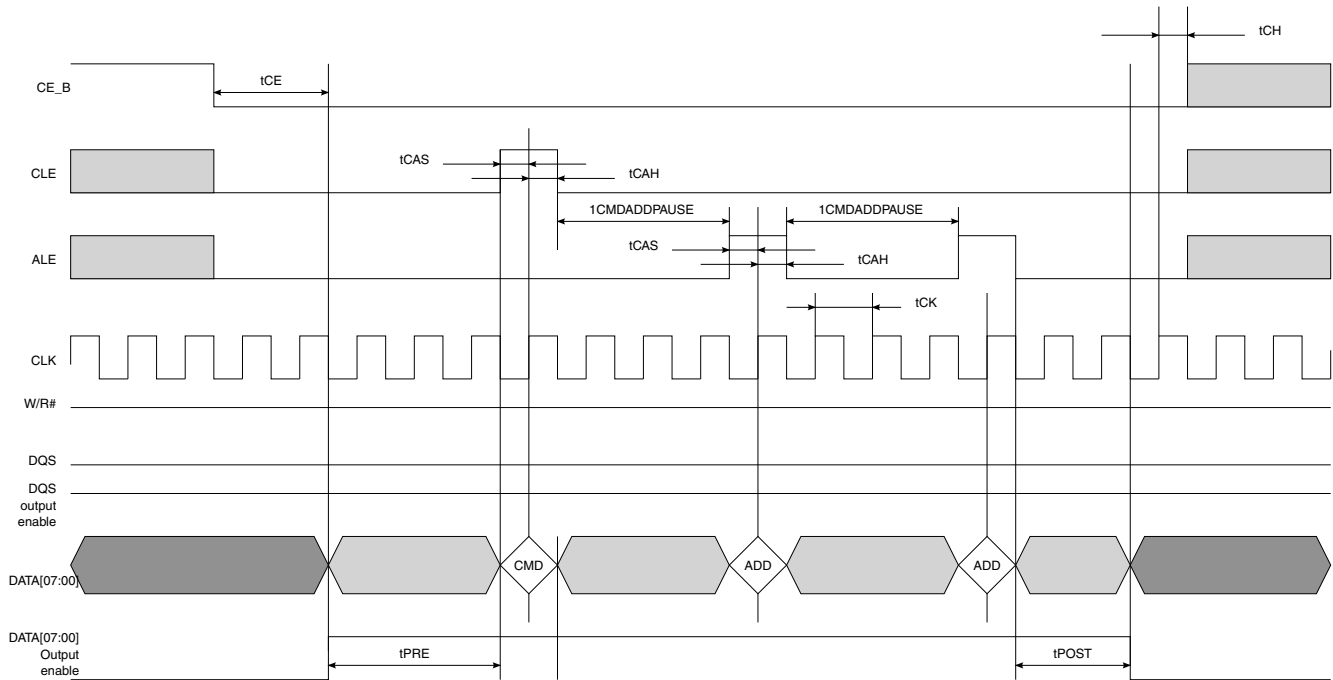 tCH
CE_B
tCE
CLE
tCAS
tCAH
1CMDADDPAUSE
1CMDADDPAUSE
ALE
tCAS
tCAH
tCK
CLK
W/R#
DQS
DQS
output
enable
DATA[07:00]
CMD
ADD
ADD
DATA[07:00]
Output
enable
tPRE
tPOST